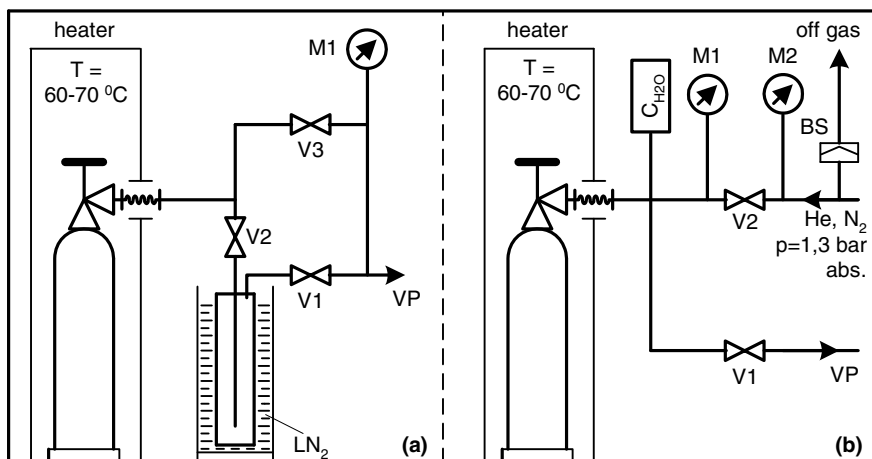 heater
T =
60-70 ⁰C
M1
V3
V2
V1
VP
LN₂
(a)
heater
T =
60-70 ⁰C
C_H2O
M1
M2
off gas
BS
V2
He, N₂
p=1,3 bar
abs.
V1
VP
(b)